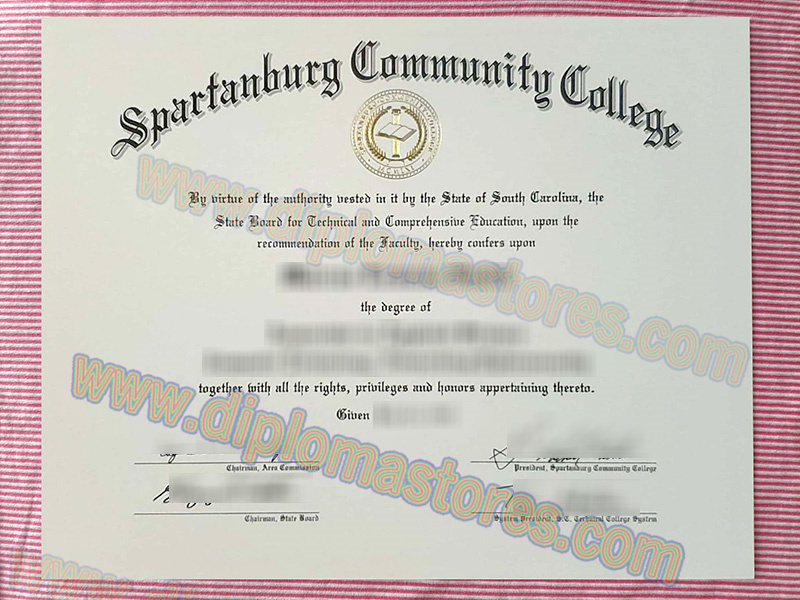 Spartanburg Community College
By virtue of the authority vested in it by the State of South Carolina, the
State Board for Technical and Comprehensive Education, upon the
recommendation of the Faculty, hereby confers upon
the degree of
together with all the rights, privileges and honors appertaining thereto.
Given
Chairman, Area Commission
President, Spartanburg Community College
Chairman, State Board
System President, S.C. Technical College System
www.diplomastores.com
www.diplomastores.com